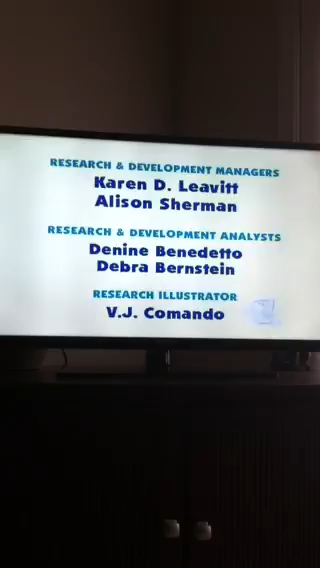 RESEARCH & DEVELOPMENT MANAGERS
Karen D. Leavitt
Alison Sherman
RESEARCH & DEVELOPMENT ANALYSTS
Denine Benedetto
Debra Bernstein
RESEARCH ILLUSTRATOR
V.J. Comando